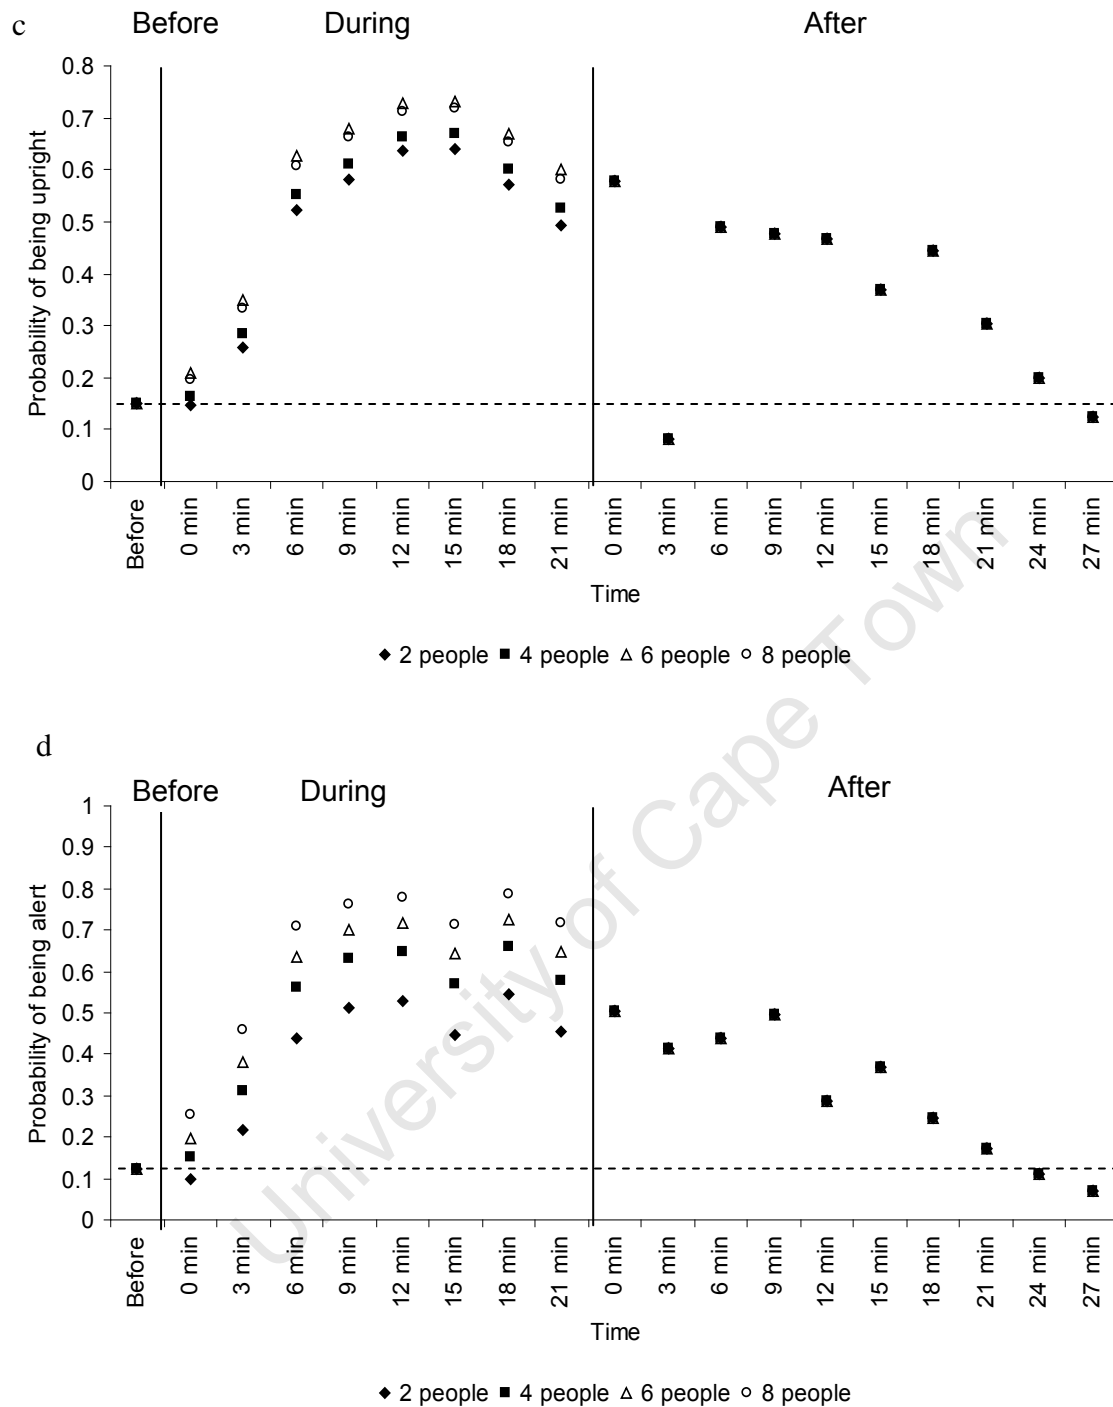 c
Before During After
0.8
0.7
0.6
0.5
0.4
0.3
0.2
0.1
0
Probability of being upright
Before 0 min 3 min 6 min 9 min 12 min 15 min 18 min 21 min 0 min 3 min 6 min 9 min 12 min 15 min 18 min 21 min 24 min 27 min
Time
2 people 4 people 6 people 8 people
d
Before During After
1
0.9
0.8
0.7
0.6
0.5
0.4
0.3
0.2
0.1
0
Probability of being alert
Before 0 min 3 min 6 min 9 min 12 min 15 min 18 min 21 min 0 min 3 min 6 min 9 min 12 min 15 min 18 min 21 min 24 min 27 min
Time
2 people 4 people 6 people 8 people
University of Cape Town